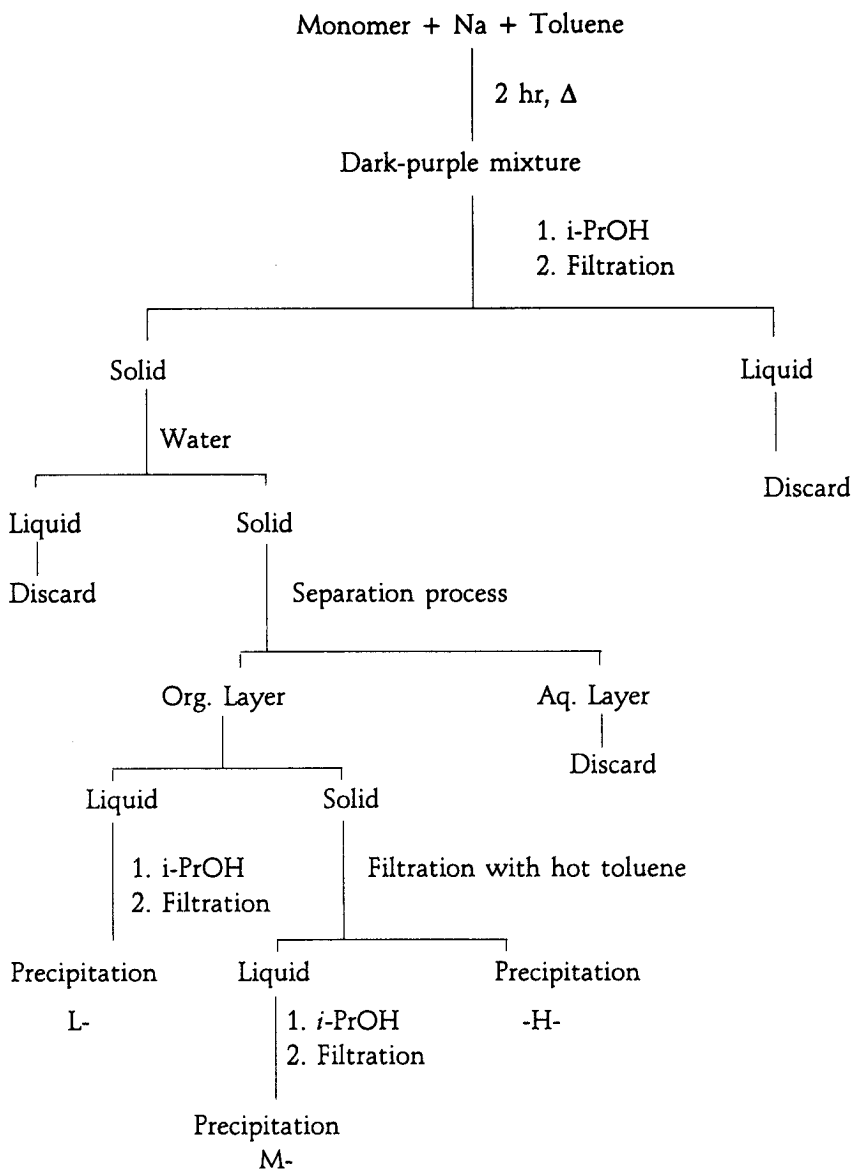 Monomer + Na + Toluene
2 hr, Δ
Dark-purple mixture
1. i-PrOH
2. Filtration
Solid
Liquid
Water
Discard
Liquid
Solid
Discard
Separation process
Org. Layer
Aq. Layer
Discard
Liquid
Solid
1. i-PrOH
2. Filtration
Filtration with hot toluene
Precipitation
L-
Liquid
Precipitation
-H-
1. i-PrOH
2. Filtration
Precipitation
M-